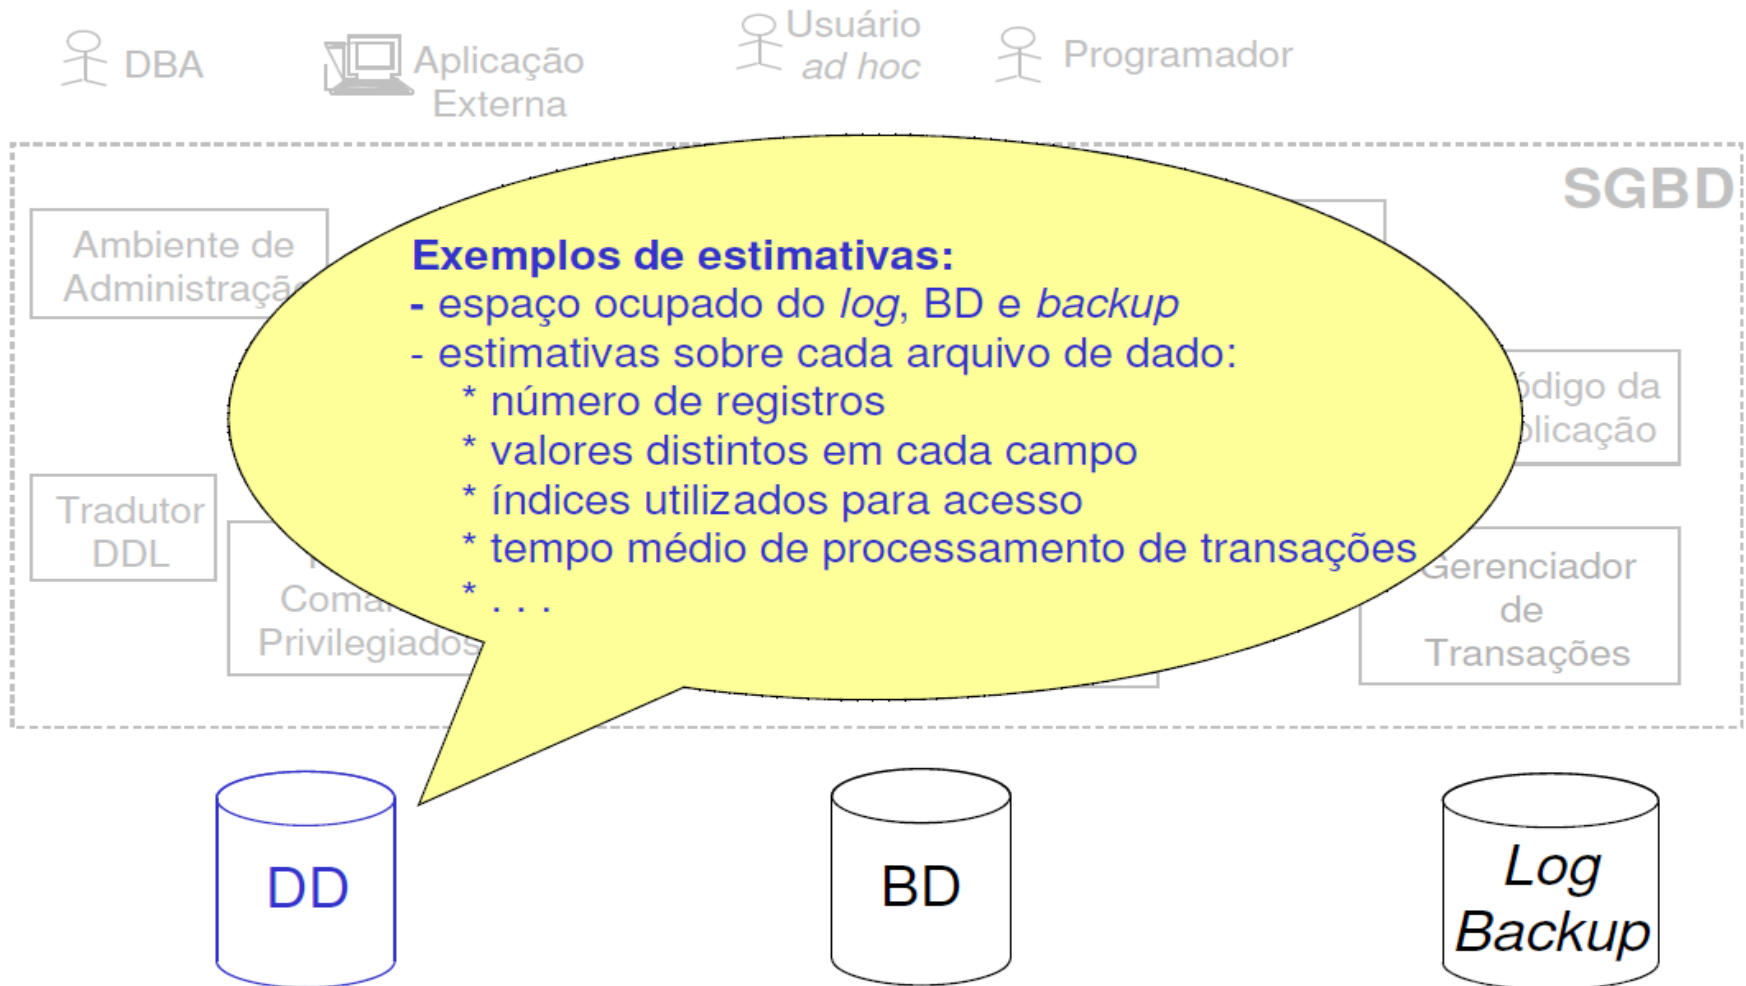 DBA
Aplicação
Externa
Usuário
ad hoc
Programador
SGBD
Ambiente de
Exemplos de estimativas:
- espaço ocupado do log, BD e backup
- estimativas sobre cada arquivo de dado:
* número de registros
* valores distintos em cada campo
* índices utilizados para acesso
* tempo médio de processamento de transações
* . . .
da
Tradutor
DDL
Privilegiados
Gerenciador
de
Transações
DD
BD
Log
Backup